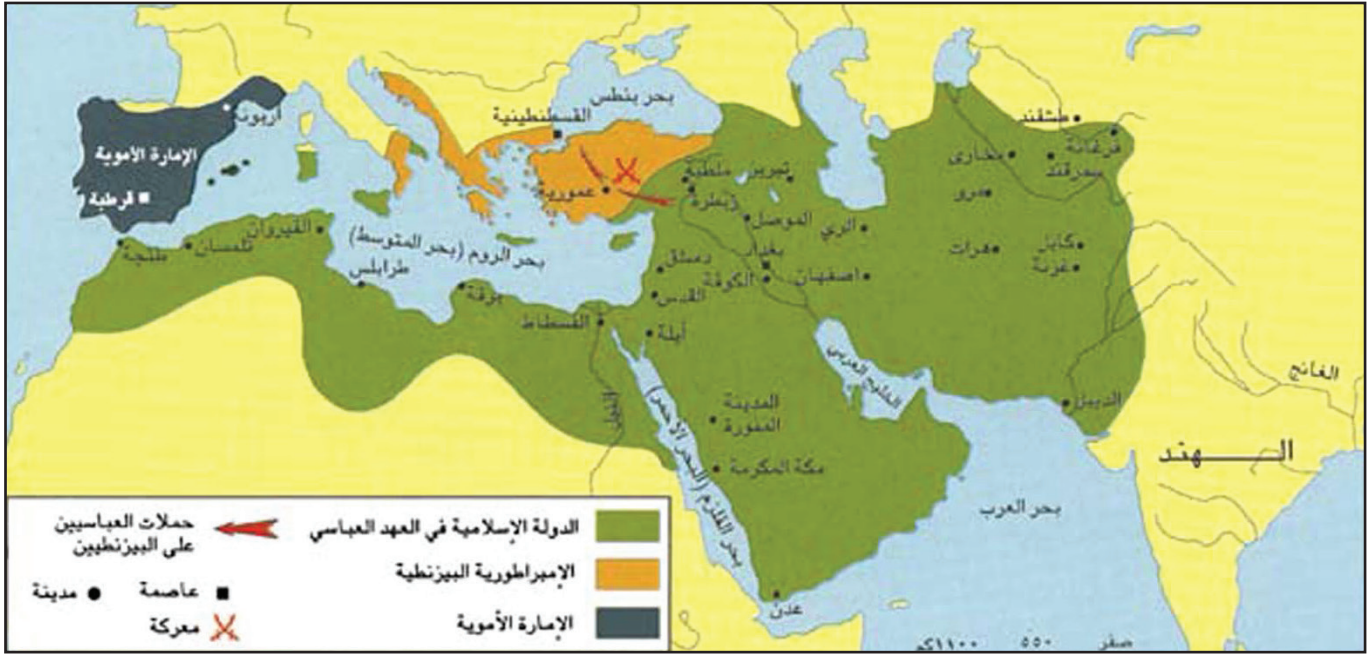 بحر بنطس
القسطنطينية
أربونة
الإمارة الأموية
قرطبة
عمورية
ملطية
زبطرة
تبريز
الموصل
الري
طشقند
فرغانة
بخارى
سمرقند
مرو
هرات
كابل
غزنة
بغداد
الكوفة
اصفهان
دمشق
القدس
أيلة
الفسطاط
النيل
برقة
طرابلس
بحر الروم (بحر المتوسط)
القيروان
تلمسان
طنجة
الخليج العربي
الديبل
الغانج
الهند
المدينة
المنورة
مكة المكرمة
بحر القلزم (البحر الأحمر)
بحر العرب
عدن
الدولة الإسلامية في العهد العباسي
الإمبراطورية البيزنطية
الإمارة الأموية
حملات العباسيين
على البيزنطيين
عاصمة
مدينة
معركة
صفر ٥٥٠ ١١٠٠كم